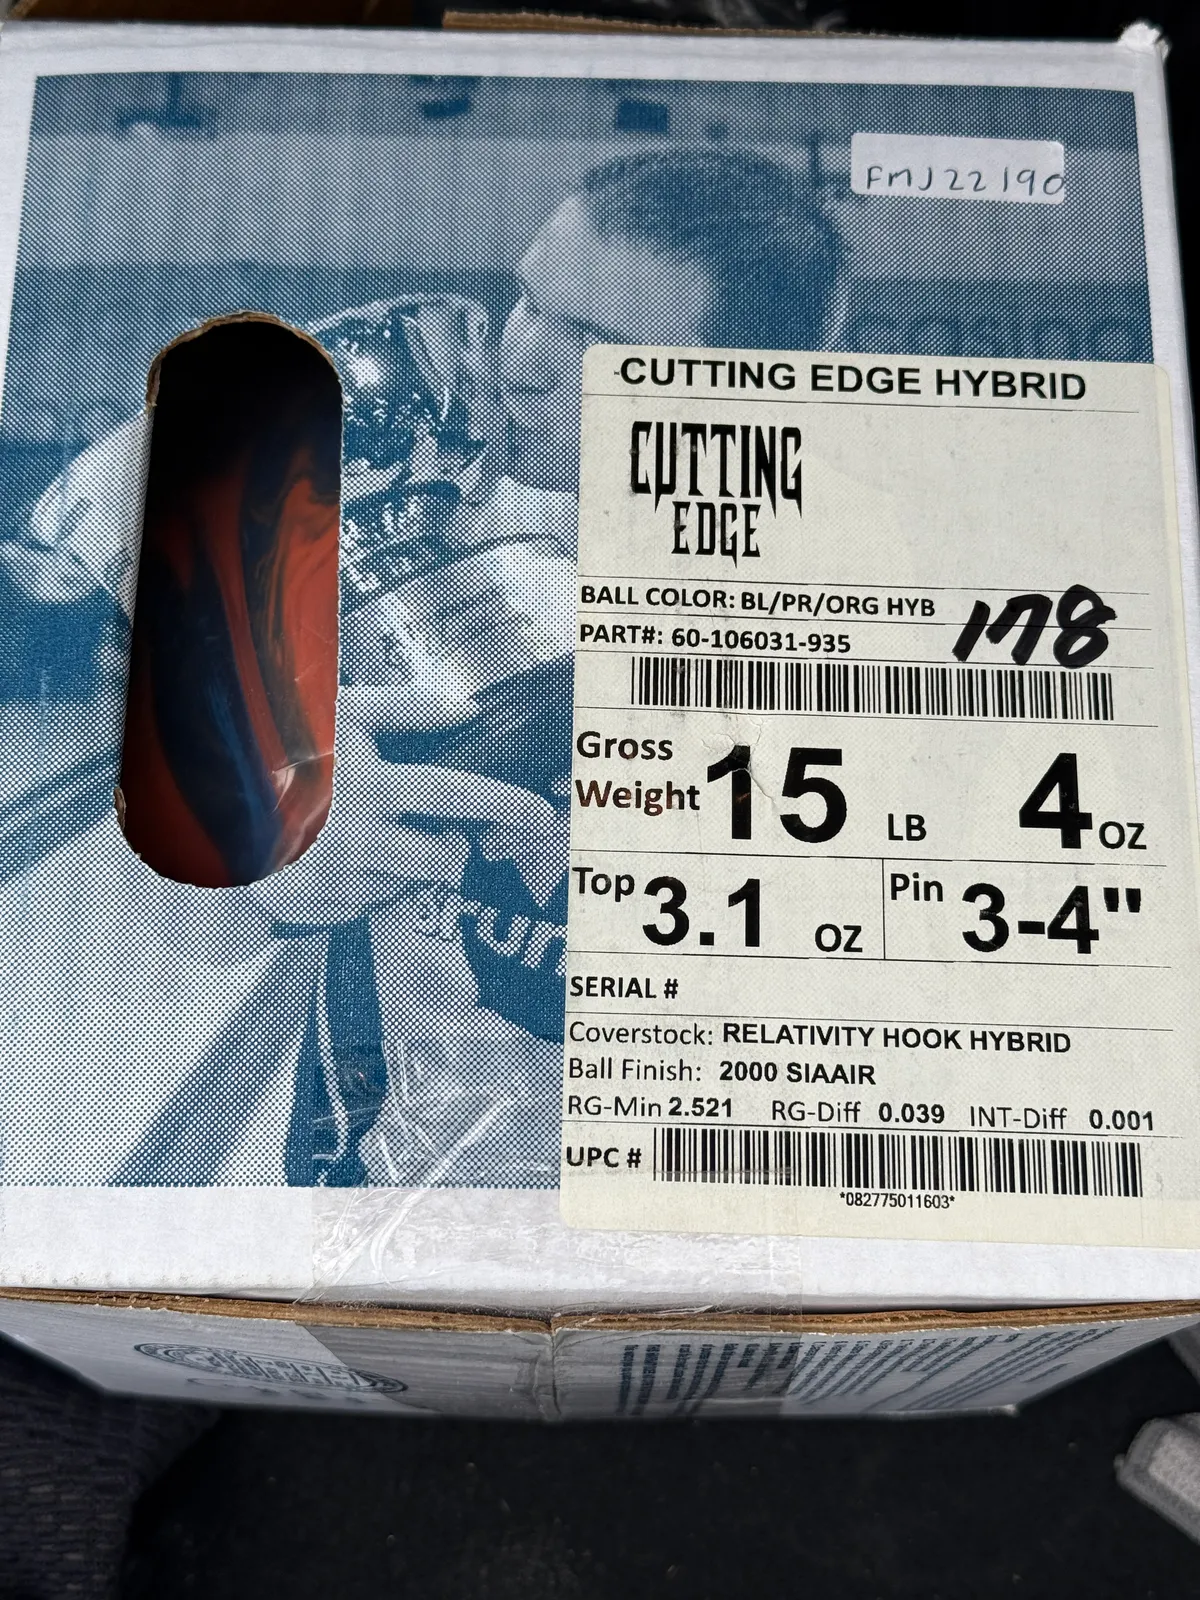 FMJ22190
CUTTING EDGE HYBRID
CUTTING
EDGE
BALL COLOR: BL/PR/ORG HYB
178
PART#: 60-106031-935
Gross
Weight 15 LB 4 OZ
Top 3.1 OZ Pin 3-4"
SERIAL #
Coverstock: RELATIVITY HOOK HYBRID
Ball Finish: 2000 SIAAIR
RG-Min 2.521 RG-Diff 0.039 INT-Diff 0.001
UPC #
*082775011603*